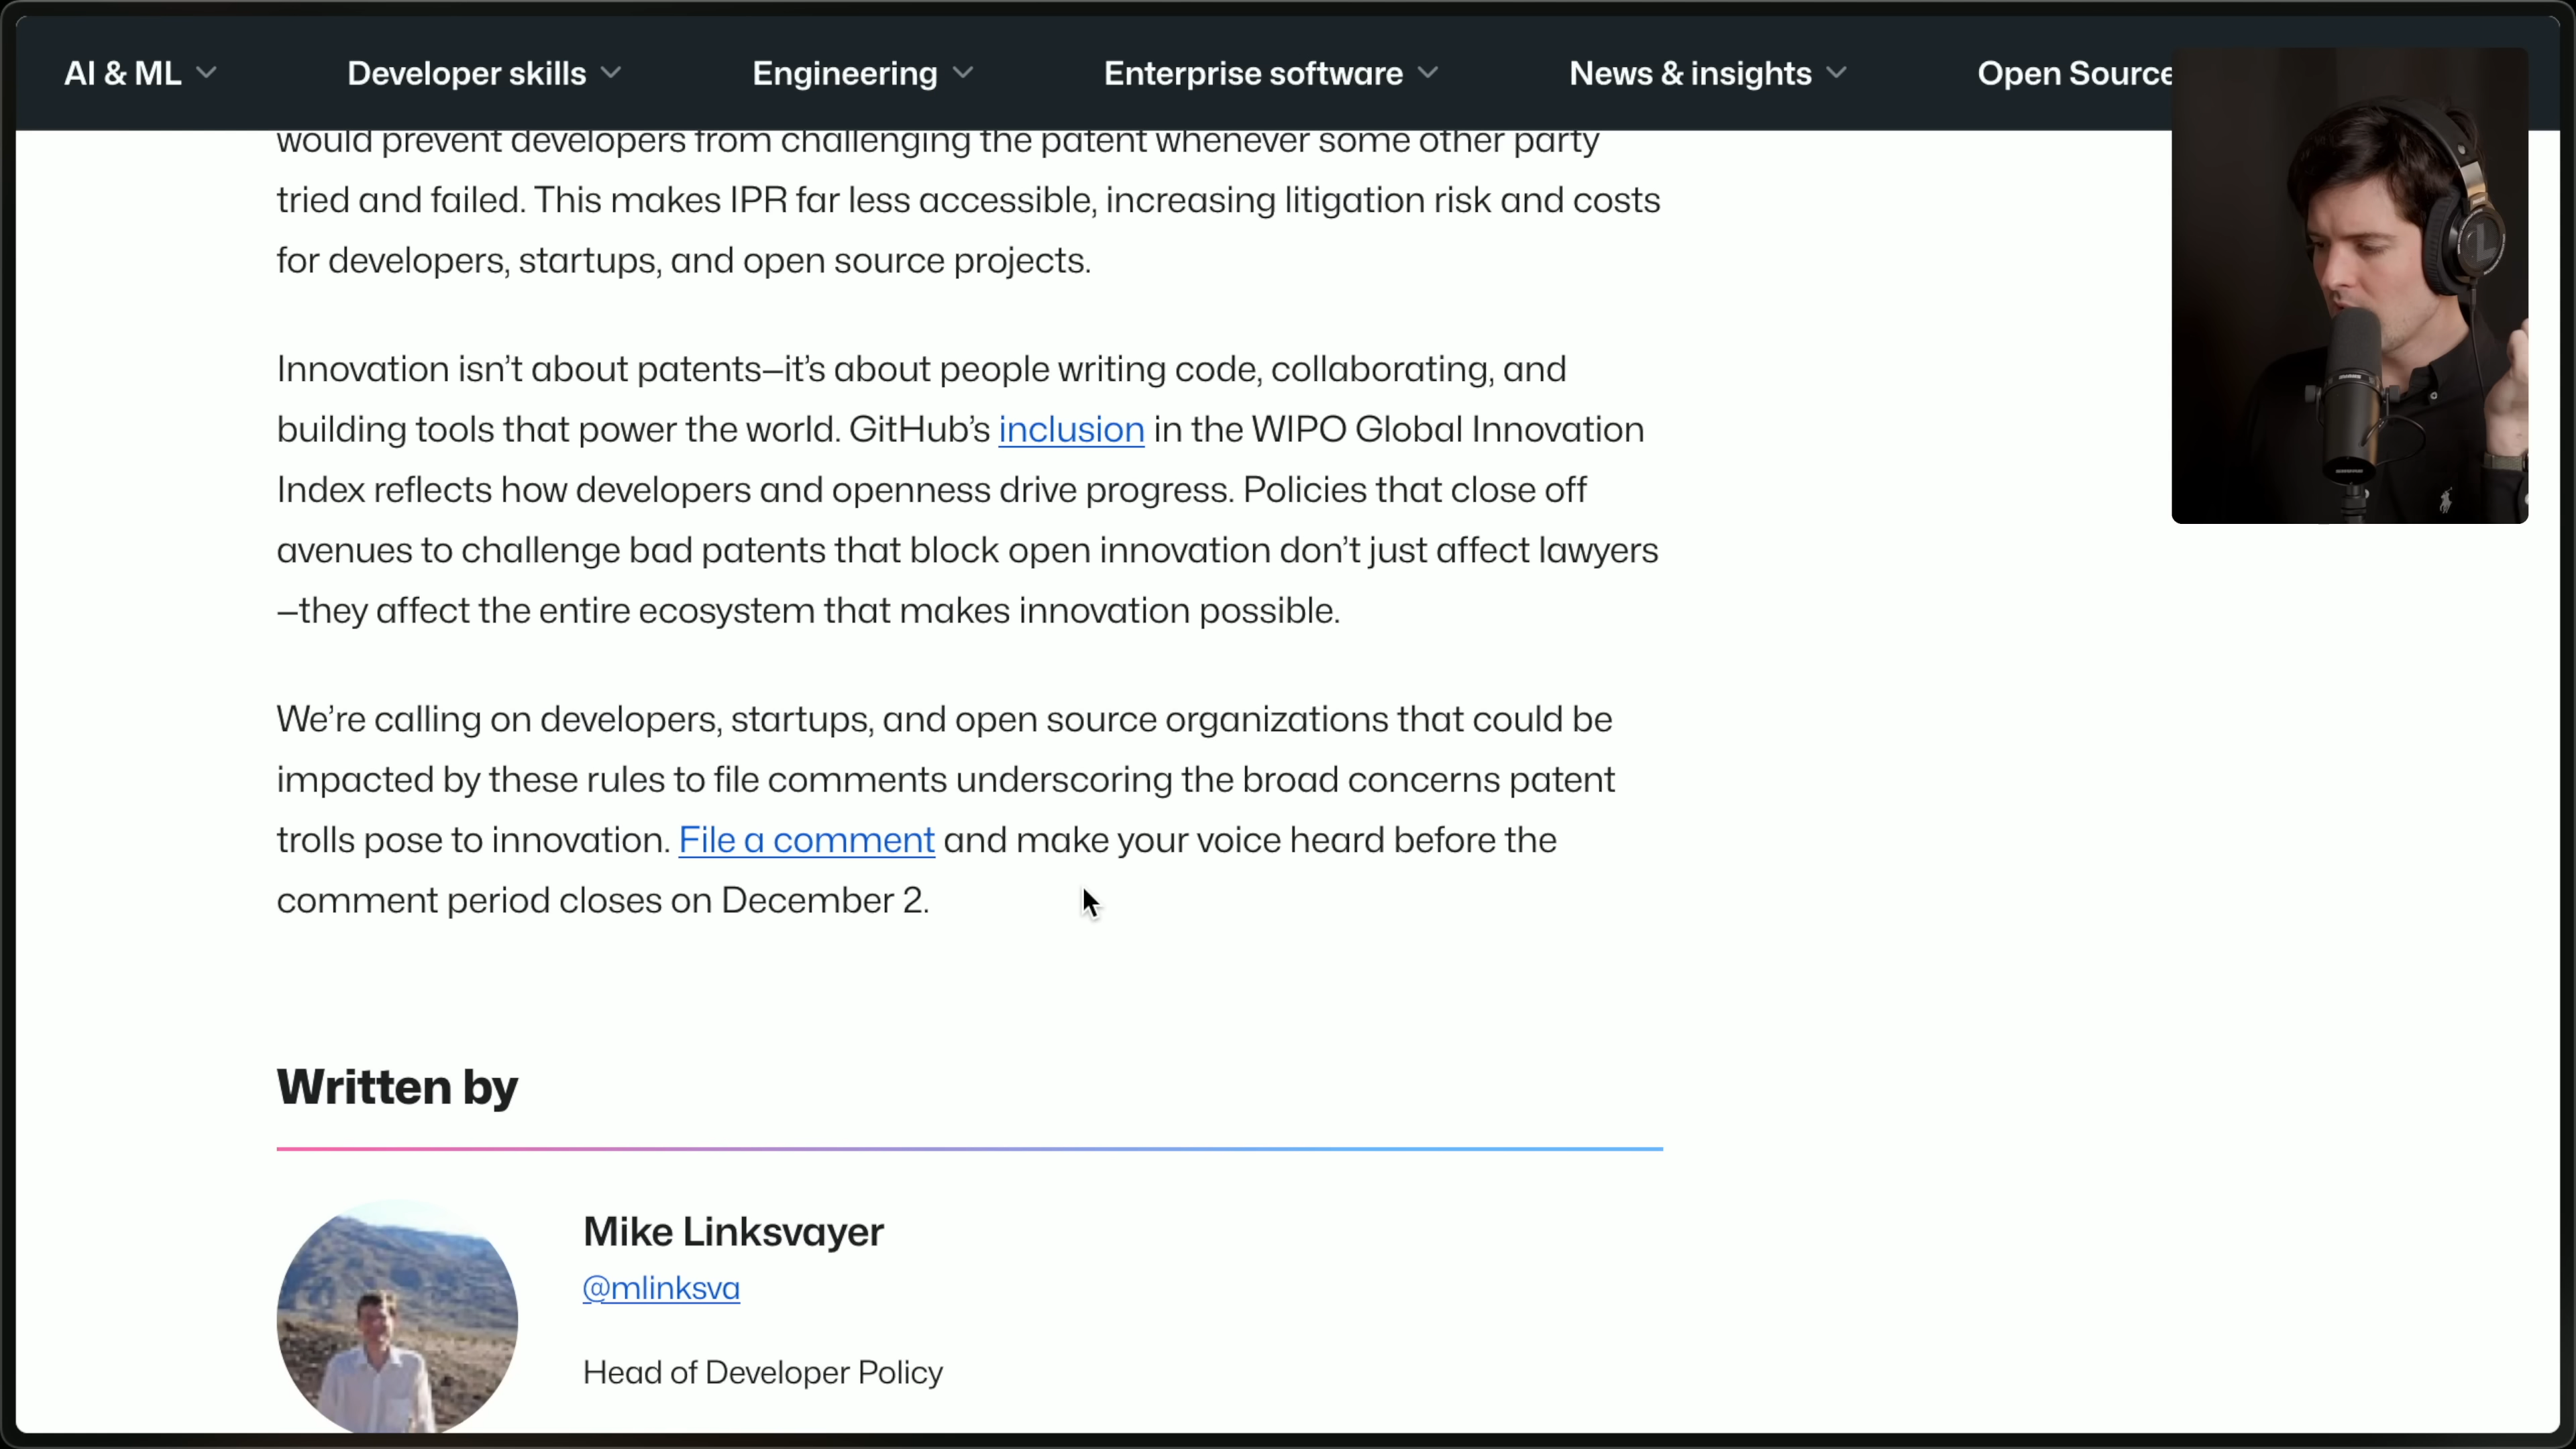 AI & ML
Developer skills
Engineering
Enterprise software
News & insights
Open Source
would prevent developers from challenging the patent whenever some other party
tried and failed. This makes IPR far less accessible, increasing litigation risk and costs
for developers, startups, and open source projects.
Innovation isn’t about patents—it’s about people writing code, collaborating, and
building tools that power the world. GitHub’s inclusion in the WIPO Global Innovation
Index reflects how developers and openness drive progress. Policies that close off
avenues to challenge bad patents that block open innovation don’t just affect lawyers
—they affect the entire ecosystem that makes innovation possible.
We’re calling on developers, startups, and open source organizations that could be
impacted by these rules to file comments underscoring the broad concerns patent
trolls pose to innovation. File a comment and make your voice heard before the
comment period closes on December 2.
Written by
Mike Linksvayer
@mlinksva
Head of Developer Policy